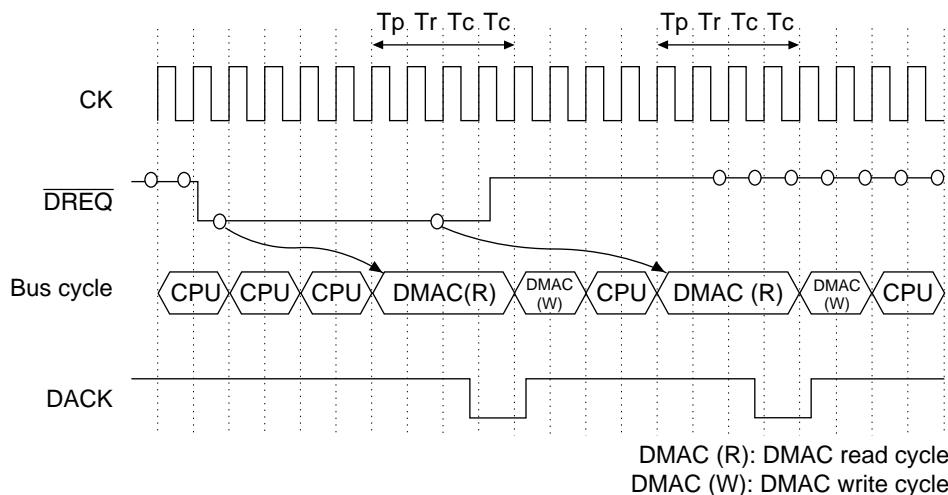 Tp Tr Tc Tc Tp Tr Tc Tc
CK
DREQ
Bus cycle CPU CPU CPU DMAC(R) DMAC (W) CPU DMAC (R) DMAC (W) CPU
DACK
DMAC (R): DMAC read cycle
DMAC (W): DMAC write cycle